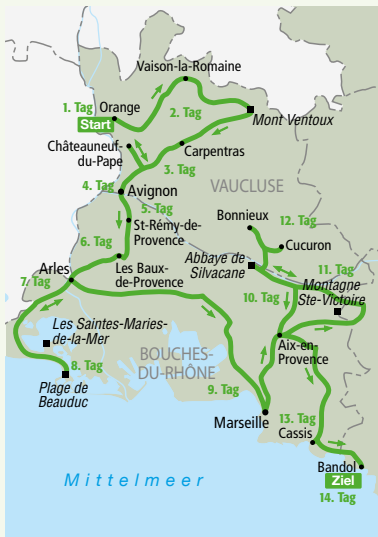 Vaison-la-Romaine
1. Tag
Orange
Start
2. Tag
Mont Ventoux
Châteauneuf-
du-Pape
Carpentras
3. Tag
4. Tag
Avignon
VAUCLUSE
5. Tag
St-Rémy-de-
Provence
Bonnieux
12. Tag
6. Tag
Cucuron
Arles
Les Baux-
de-Provence
Abbaye de
Silvacane
11. Tag
7. Tag
10. Tag
Montagne
Ste-Victoire
Les Saintes-Maries-
de-la-Mer
Aix-en-
Provence
BOUCHES-
DU-RHÔNE
8. Tag
Plage de
Beauduc
9. Tag
Marseille
13. Tag
Cassis
Bandol
Ziel
14. Tag
Mittelmeer